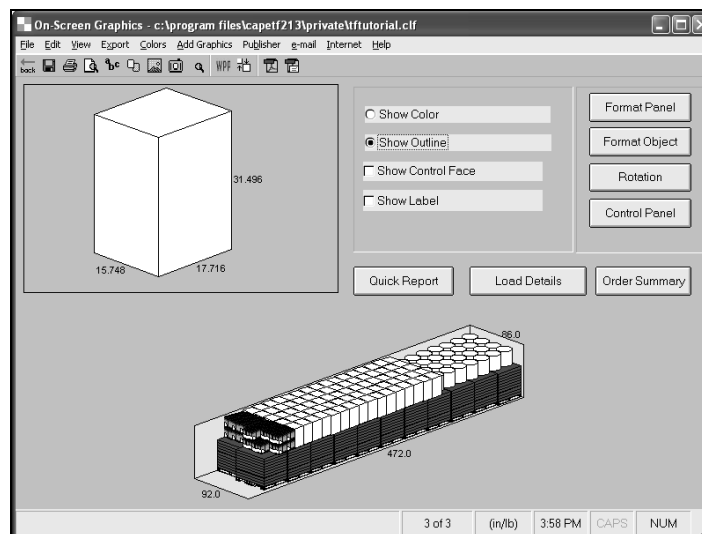 On-Screen Graphics - c:\program files\capetf213\private\tftutorial.clf
File Edit View Export Colors Add Graphics Publisher e-mail Internet Help
back abc WPF
31.496
15.748
17.716
Show Color
Show Outline
Show Control Face
Show Label
Format Panel
Format Object
Rotation
Control Panel
Quick Report
Load Details
Order Summary
86.0
472.0
92.0
3 of 3 (in/lb) 3:58 PM CAPS NUM